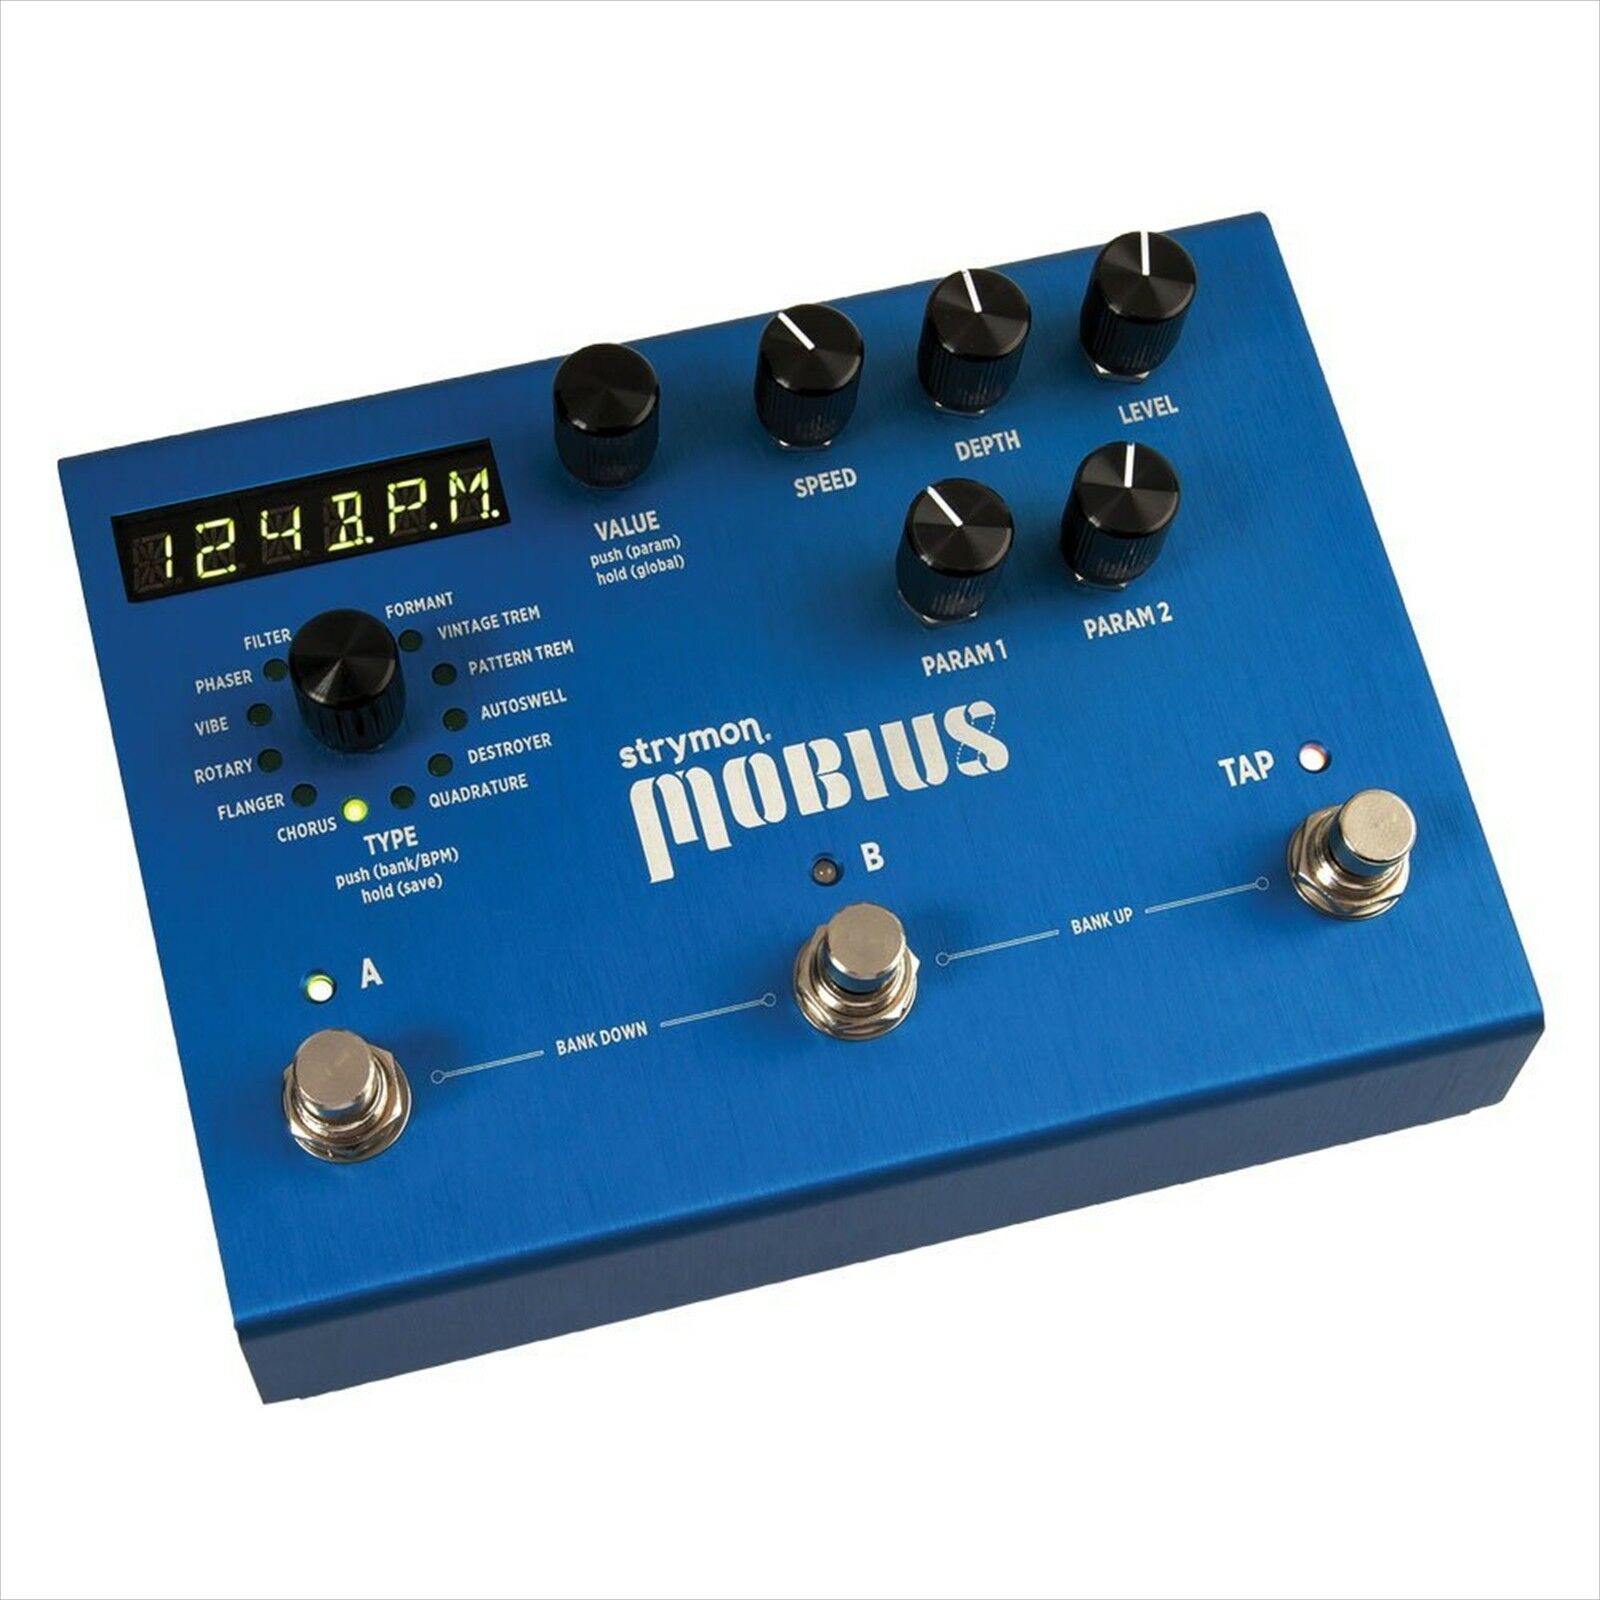 124 B.P.M.
VALUE
push (param)
hold (global)
SPEED
DEPTH
LEVEL
PARAM 1
PARAM 2
FORMANT
FILTER
VINTAGE TREM
PHASER
PATTERN TREM
VIBE
AUTOSWELL
ROTARY
DESTROYER
FLANGER
QUADRATURE
CHORUS
TYPE
push (bank/BPM)
hold (save)
strymon.
MOBIUS
TAP
B
BANK UP
A
BANK DOWN